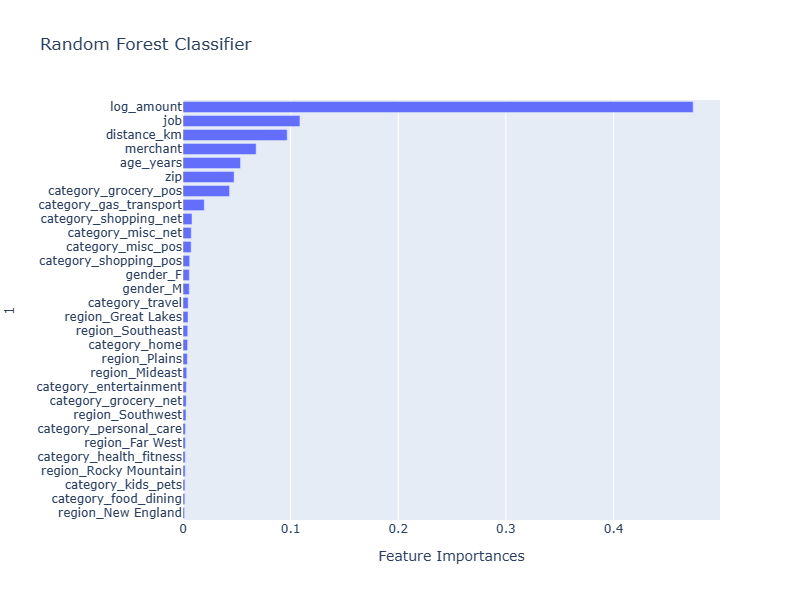 Random Forest Classifier
log_amount
job
distance_km
merchant
age_years
zip
category_grocery_pos
category_gas_transport
category_shopping_net
category_misc_net
category_misc_pos
category_shopping_pos
gender_F
gender_M
category_travel
region_Great Lakes
region_Southeast
category_home
region_Plains
region_Mideast
category_entertainment
category_grocery_net
region_Southwest
category_personal_care
region_Far West
category_health_fitness
region_Rocky Mountain
category_kids_pets
category_food_dining
region_New England
1
0 0.1 0.2 0.3 0.4
Feature Importances